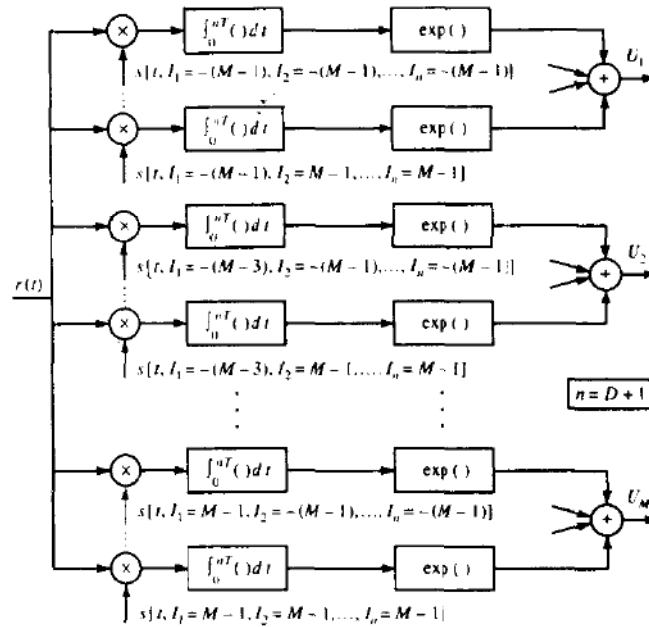 × ∫₀ⁿᵀ( )dt exp( )
U₁
s[t, I₁ = −(M − 1), I₂ = −(M − 1),..., Iₙ = −(M − 1)]
+
× ∫₀ⁿᵀ( )dt exp( )
s[t, I₁ = −(M − 1), I₂ = M − 1,..., Iₙ = M − 1]
× ∫₀ⁿᵀ( )dt exp( )
s[t, I₁ = −(M − 3), I₂ = −(M − 1),..., Iₙ = −(M − 1)]
U₂
+
r(t)
× ∫₀ⁿᵀ( )dt exp( )
s[t, I₁ = −(M − 3), I₂ = M − 1,..., Iₙ = M − 1]
n = D + 1
× ∫₀ⁿᵀ( )dt exp( )
U_M
s[t, I₁ = M − 1, I₂ = −(M − 1),..., Iₙ = −(M − 1)]
+
× ∫₀ⁿᵀ( )dt exp( )
s[t, I₁ = M − 1, I₂ = M − 1,..., Iₙ = M − 1]